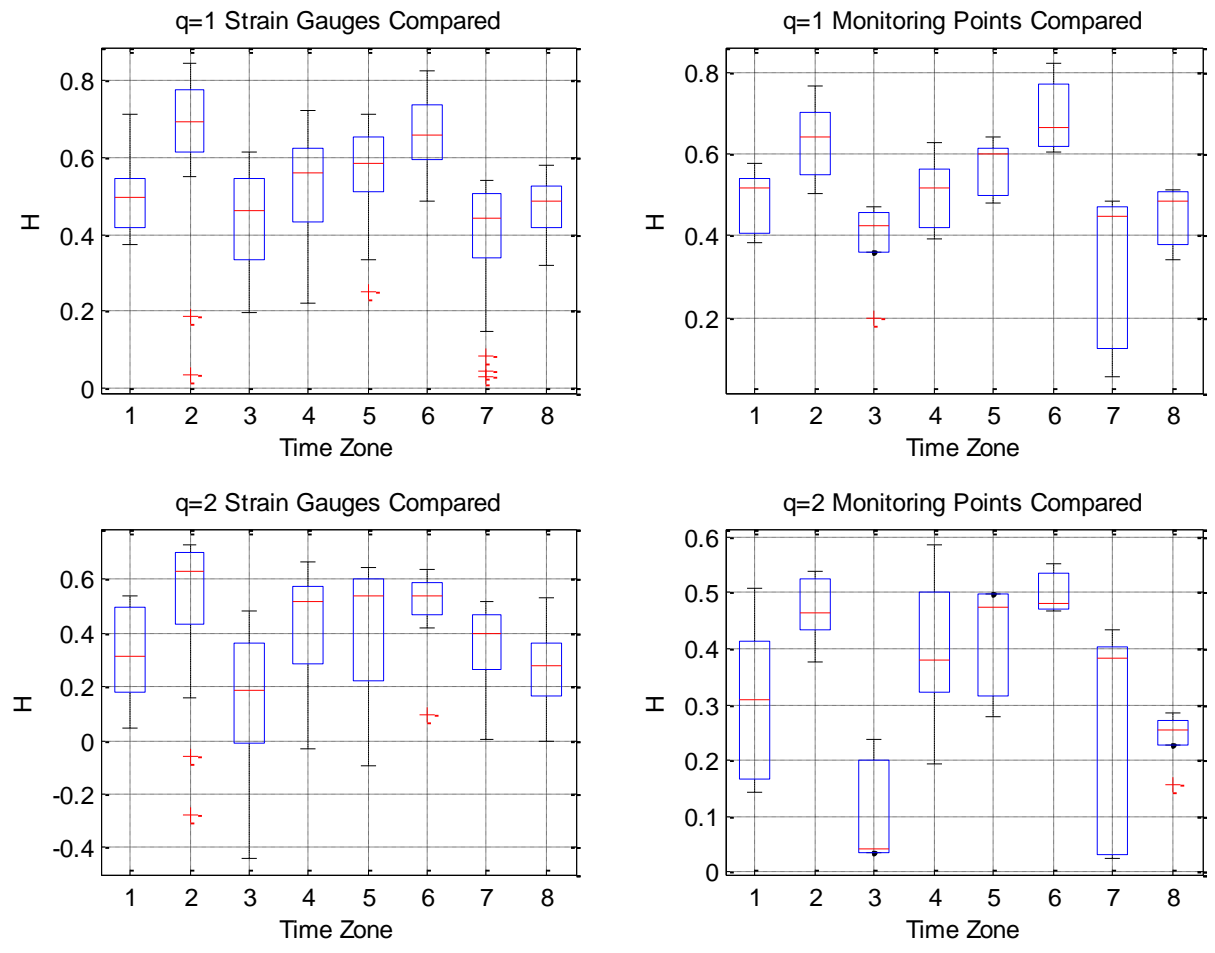 q=1 Strain Gauges Compared
0.8
0.6
0.4
0.2
0
H
1 2 3 4 5 6 7 8
Time Zone
q=1 Monitoring Points Compared
0.8
0.6
0.4
0.2
H
1 2 3 4 5 6 7 8
Time Zone
q=2 Strain Gauges Compared
0.6
0.4
0.2
0
-0.2
-0.4
H
1 2 3 4 5 6 7 8
Time Zone
q=2 Monitoring Points Compared
0.6
0.5
0.4
0.3
0.2
0.1
0
H
1 2 3 4 5 6 7 8
Time Zone